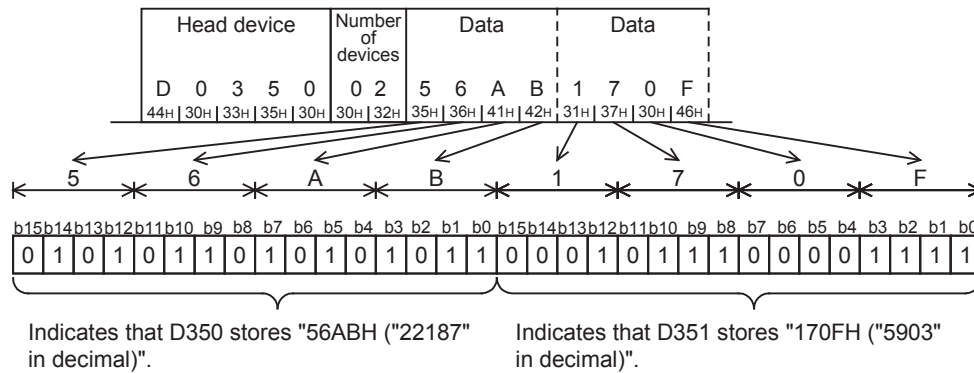 Head device Number of devices Data Data
D 0 3 5 0 0 2 5 6 A B 1 7 0 F
44H 30H 33H 35H 30H 30H 32H 35H 36H 41H 42H 31H 37H 30H 46H
5 6 A B 1 7 0 F
b15 b14 b13 b12 b11 b10 b9 b8 b7 b6 b5 b4 b3 b2 b1 b0 b15 b14 b13 b12 b11 b10 b9 b8 b7 b6 b5 b4 b3 b2 b1 b0
0 1 0 1 0 1 1 0 1 0 1 0 1 0 1 1 0 0 0 1 0 1 1 1 0 0 0 0 1 1 1 1
Indicates that D350 stores "56ABH ("22187"
in decimal)".
Indicates that D351 stores "170FH ("5903"
in decimal)".